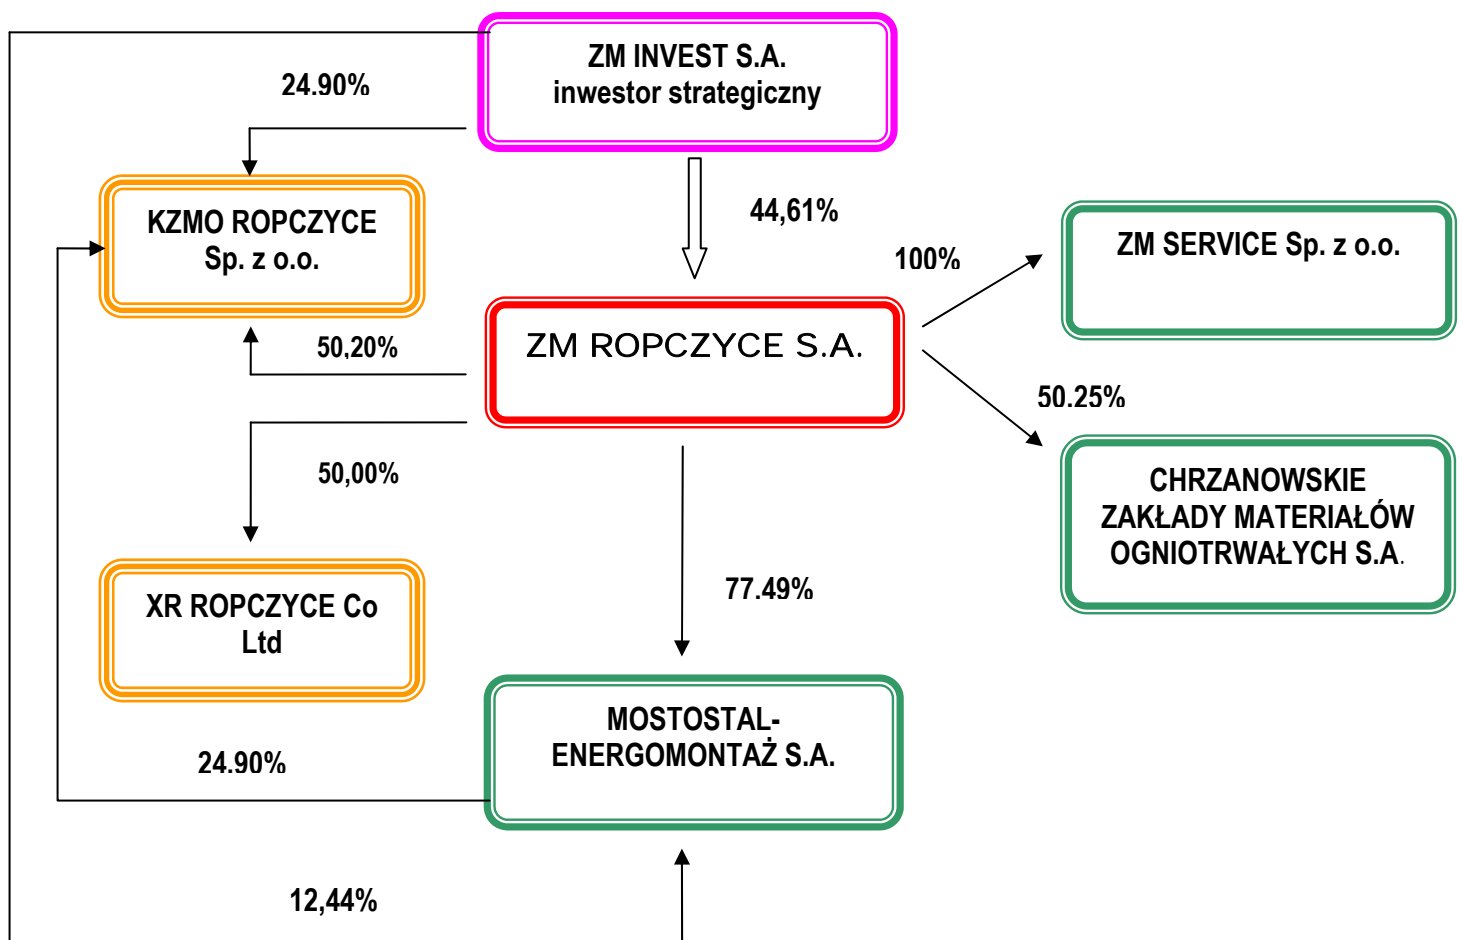 ZM INVEST S.A.
inwestor strategiczny
24.90%
KZMO ROPCZYCE
Sp. z o.o.
44,61%
ZM SERVICE Sp. z o.o.
100%
ZM ROPCZYCE S.A.
50,20%
50.25%
50,00%
CHRZANOWSKIE
ZAKŁADY MATERIAŁÓW
OGNIOTRWAŁYCH S.A.
77.49%
XR ROPCZYCE Co
Ltd
MOSTOSTAL-
ENERGOMONTAŻ S.A.
24.90%
12,44%